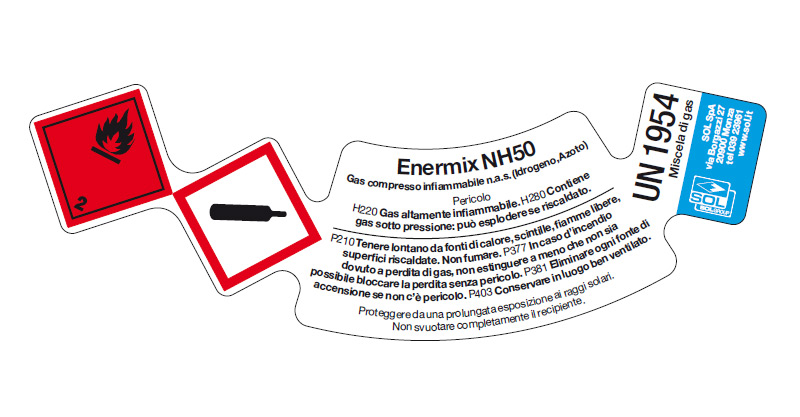 2
Enermix NH50
Gas compresso infiammabile n.a.s. (Idrogeno, Azoto)
Pericolo
H220 Gas altamente infiammabile. H280 Contiene
gas sotto pressione: può esplodere se riscaldato.
P210 Tenere lontano da fonti di calore, scintille, fiamme libere,
superfici riscaldate. Non fumare. P377 In caso d'incendio
dovuto a perdita di gas, non estinguere a meno che non sia
possibile bloccare la perdita senza pericolo. P381 Eliminare ogni fonte di
accensione se non c'è pericolo. P403 Conservare in luogo ben ventilato.
Proteggere da una prolungata esposizione ai raggi solari.
Non svuotare completamente il recipiente.
UN 1954
Miscela di gas
SOL SpA
via Borgazzi 27
20900 Monza
tel 039 23961
www.sol.it
SOL
SOLGROUP